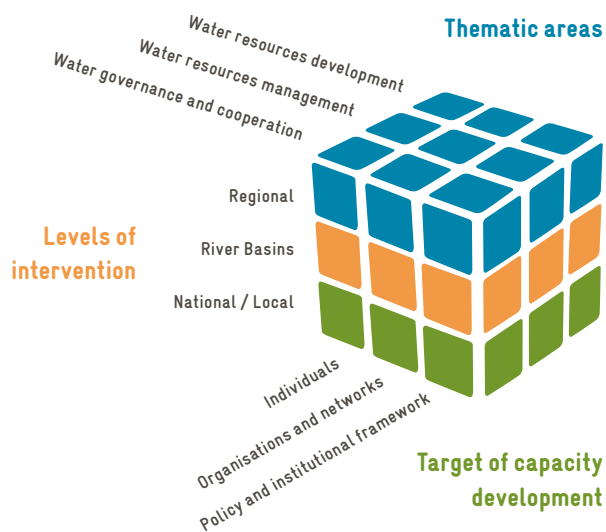 Thematic areas
Water resources development
Water resources management
Water governance and cooperation
Levels of
intervention
Regional
River Basins
National / Local
Individuals
Organisations and networks
Policy and institutional framework
Target of capacity
development